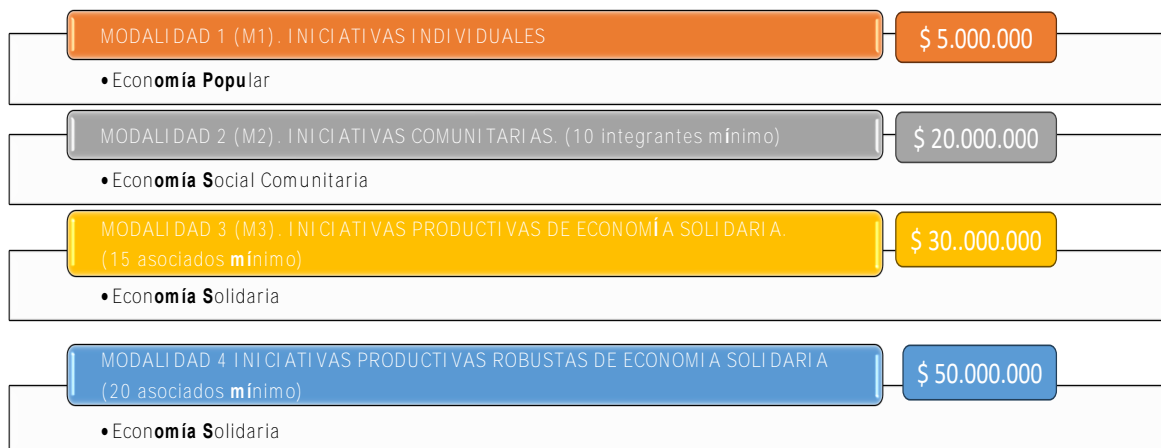 MODALIDAD 1 (M1). INICIATIVAS INDIVIDUALES
$ 5.000.000
• Economía Popular
MODALIDAD 2 (M2). INICIATIVAS COMUNITARIAS. (10 integrantes mínimo)
$ 20.000.000
• Economía Social Comunitaria
MODALIDAD 3 (M3). INICIATIVAS PRODUCTIVAS DE ECONOMÍA SOLIDARIA.
(15 asociados mínimo)
$ 30..000.000
• Economía Solidaria
MODALIDAD 4 INICIATIVAS PRODUCTIVAS ROBUSTAS DE ECONOMIA SOLIDARIA
(20 asociados mínimo)
$ 50.000.000
• Economía Solidaria